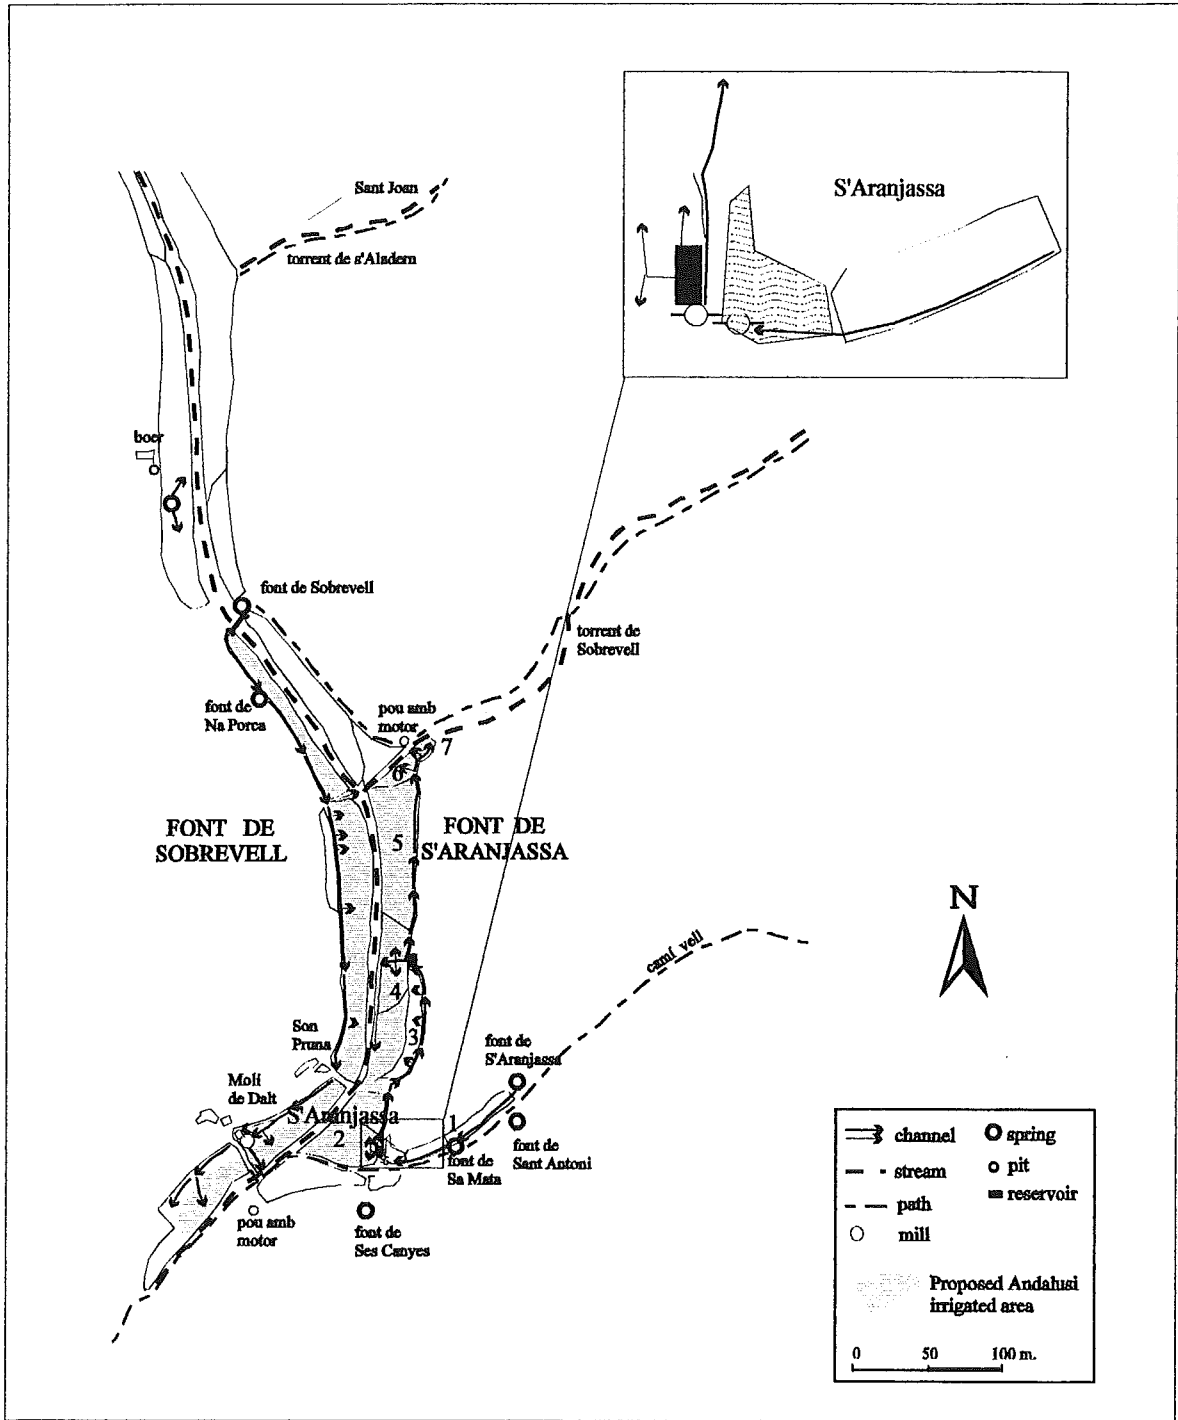 S'Aranjassa
Sant Joan
torrent de s'Aladern
boer
font de Sobrevell
torrent de
Sobrevell
font de
Na Porca
pou amb
motor
7
6
FONT DE
SOBREVELL
5
FONT DE
S'ARANJASSA
N
camí vell
4
3
Son
Pruna
font de
S'Aranjassa
Molí
de Dalt
S'Aranjassa
2
1
font de
Sa Mata
font de
Sant Antoni
pou amb
motor
font de
Ses Canyes
channel
spring
stream
pit
path
reservoir
mill
Proposed Andalusi
irrigated area
0 50 100 m.